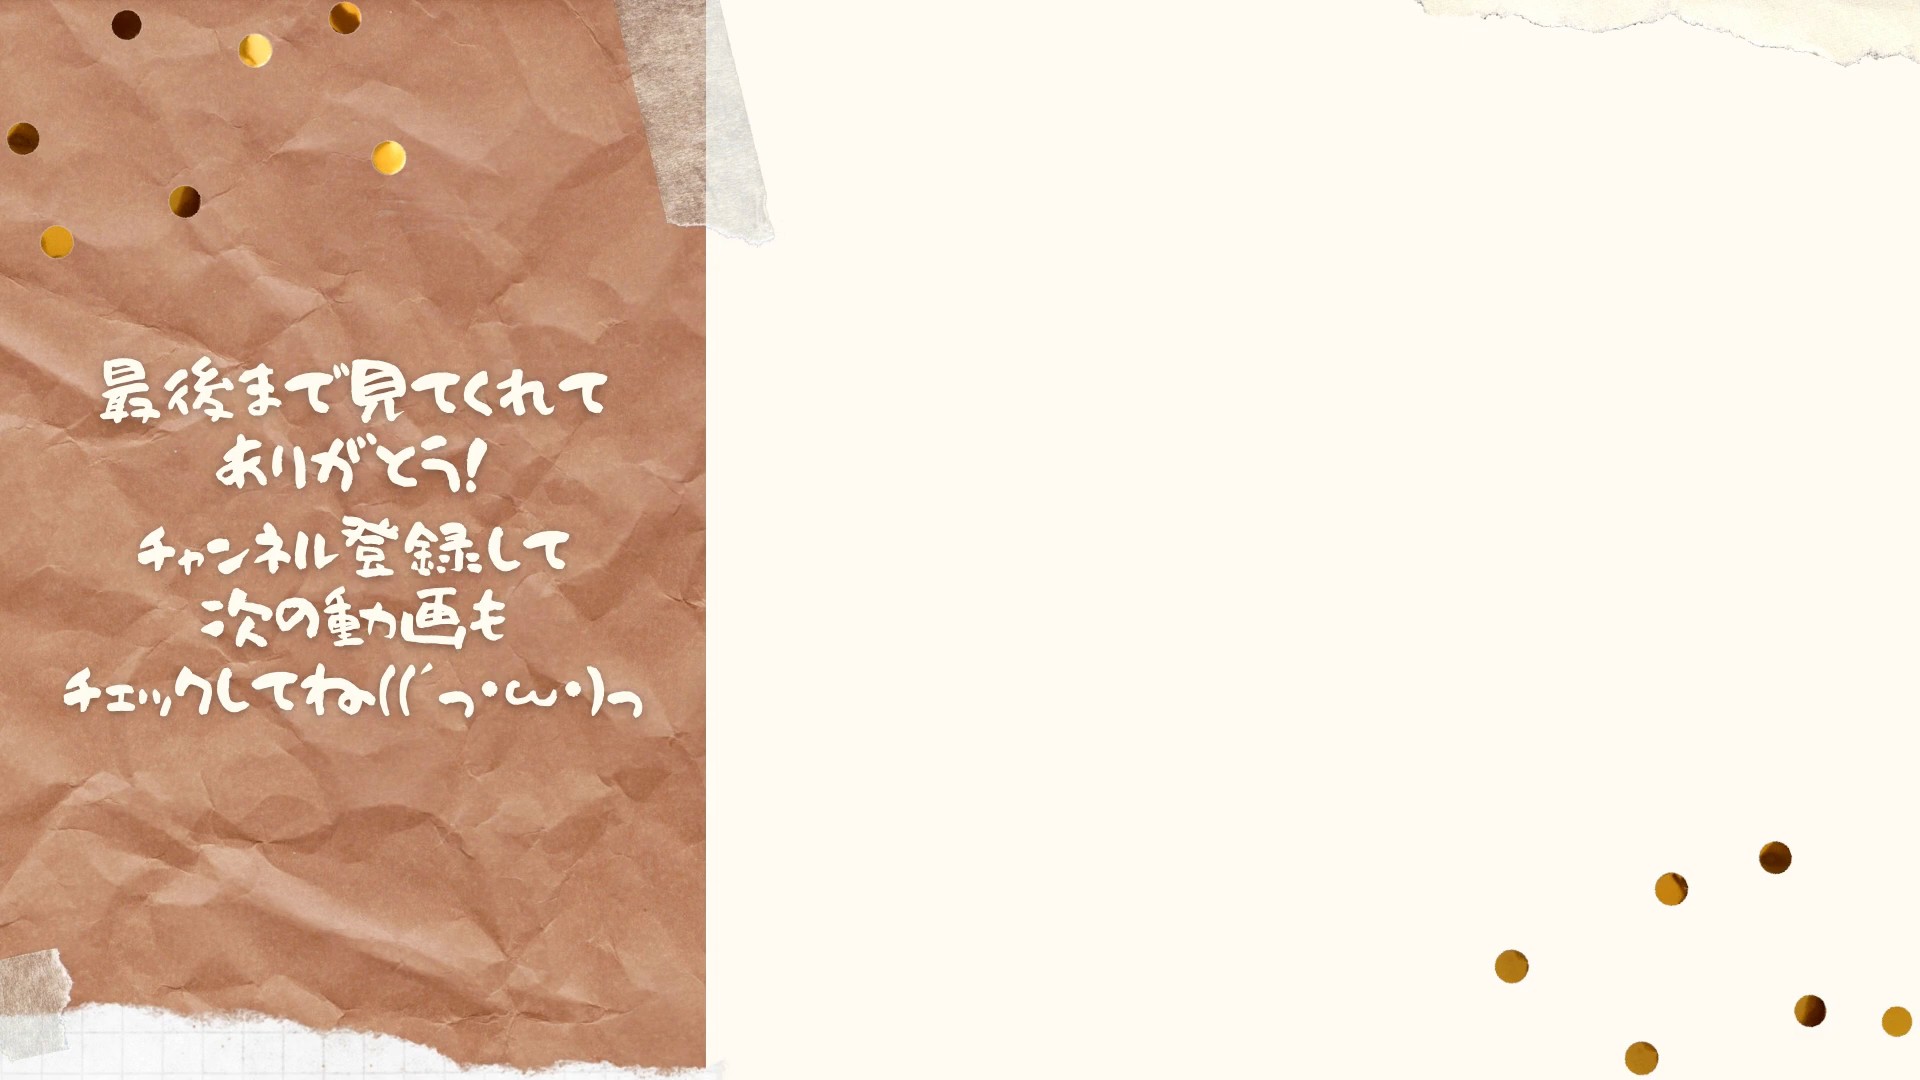 最後まで見てくれて
ありがとう!
チャンネル登録して
次の動画も
チェックしてね((´っ•ω•)っ